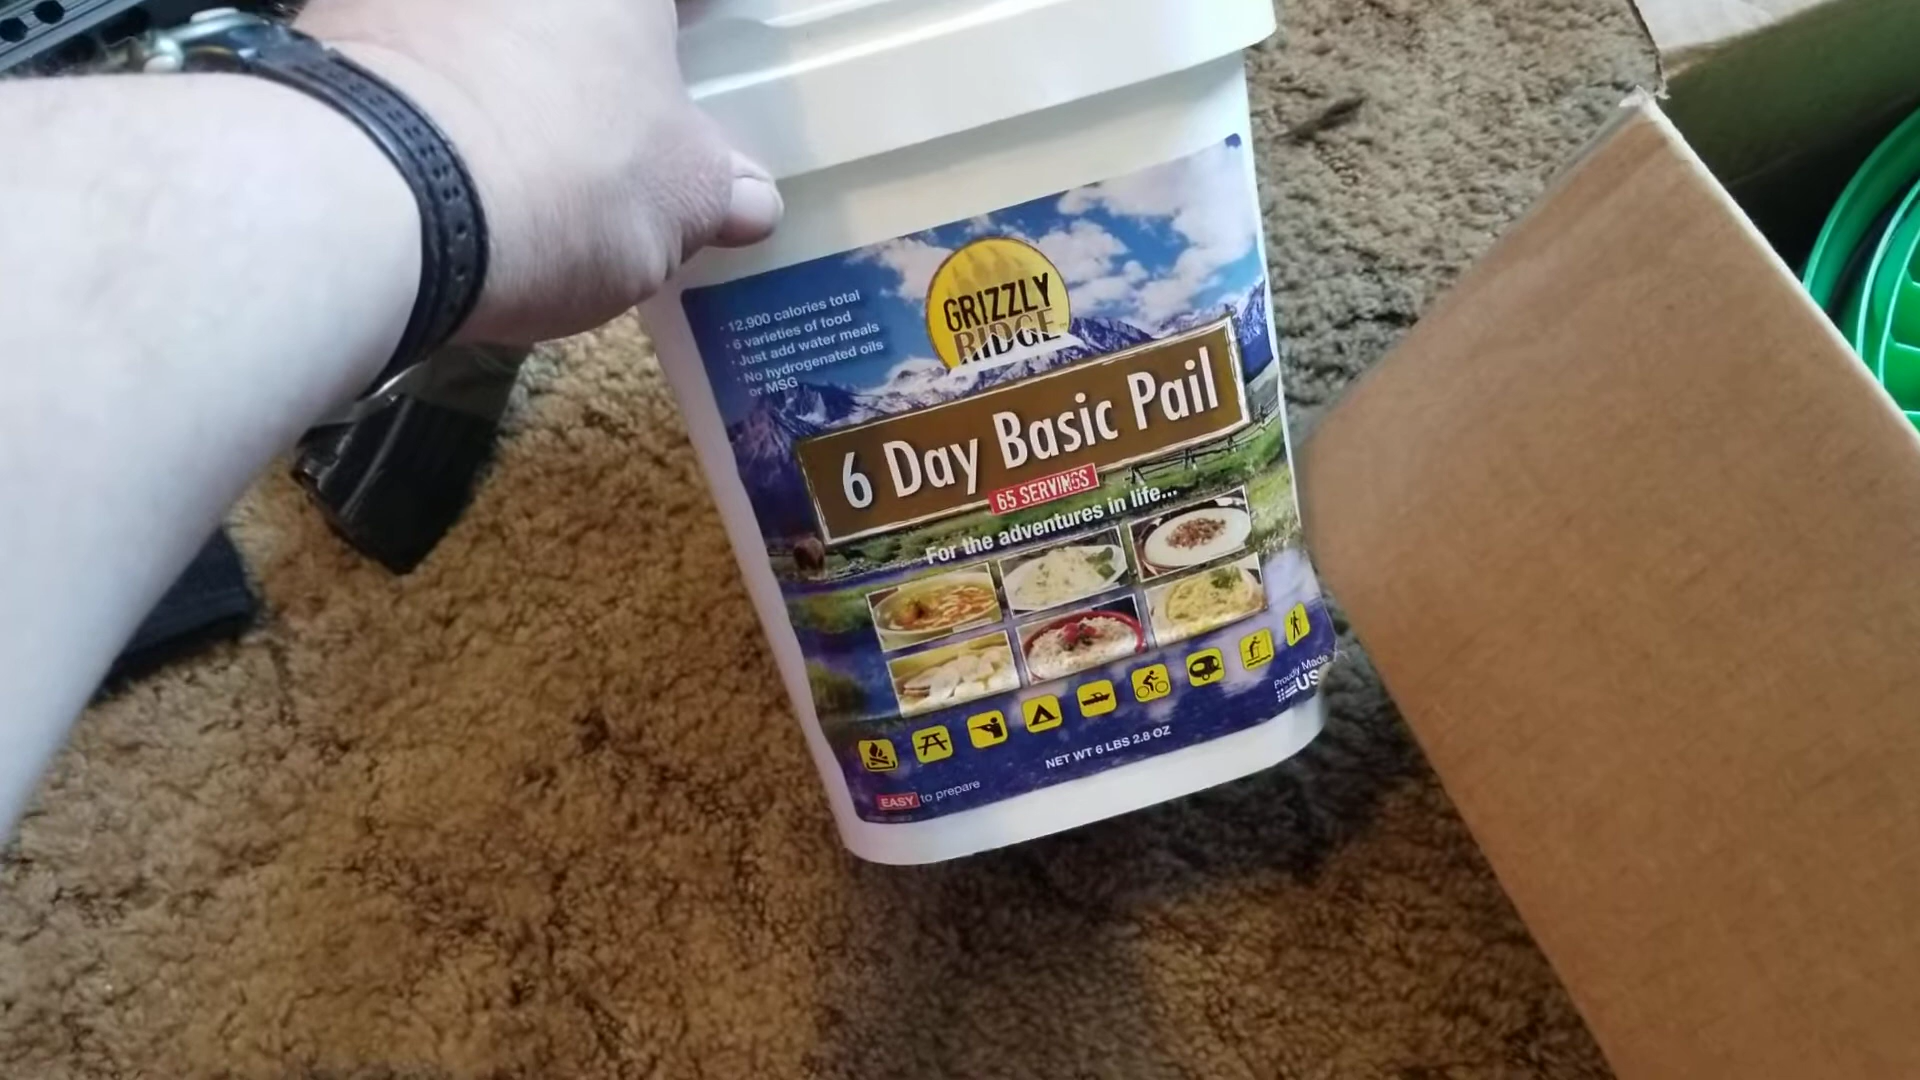 · 12,900 calories total
· 6 varieties of food
· Just add water meals
· No hydrogenated oils
or MSG
GRIZZLY
RIDGE
6 Day Basic Pail
65 SERVINGS
For the adventures in life...
Proudly Made
USA
NET WT 6 LBS 2.8 OZ
EASY to prepare